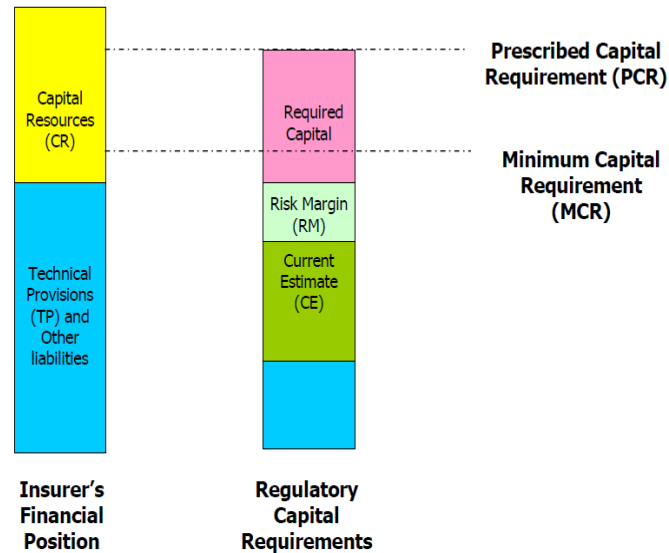 Capital
Resources
(CR)
Technical
Provisions
(TP) and
Other
liabilities
Insurer's
Financial
Position
Required
Capital
Risk Margin
(RM)
Current
Estimate
(CE)
Regulatory
Capital
Requirements
Prescribed Capital
Requirement (PCR)
Minimum Capital
Requirement
(MCR)